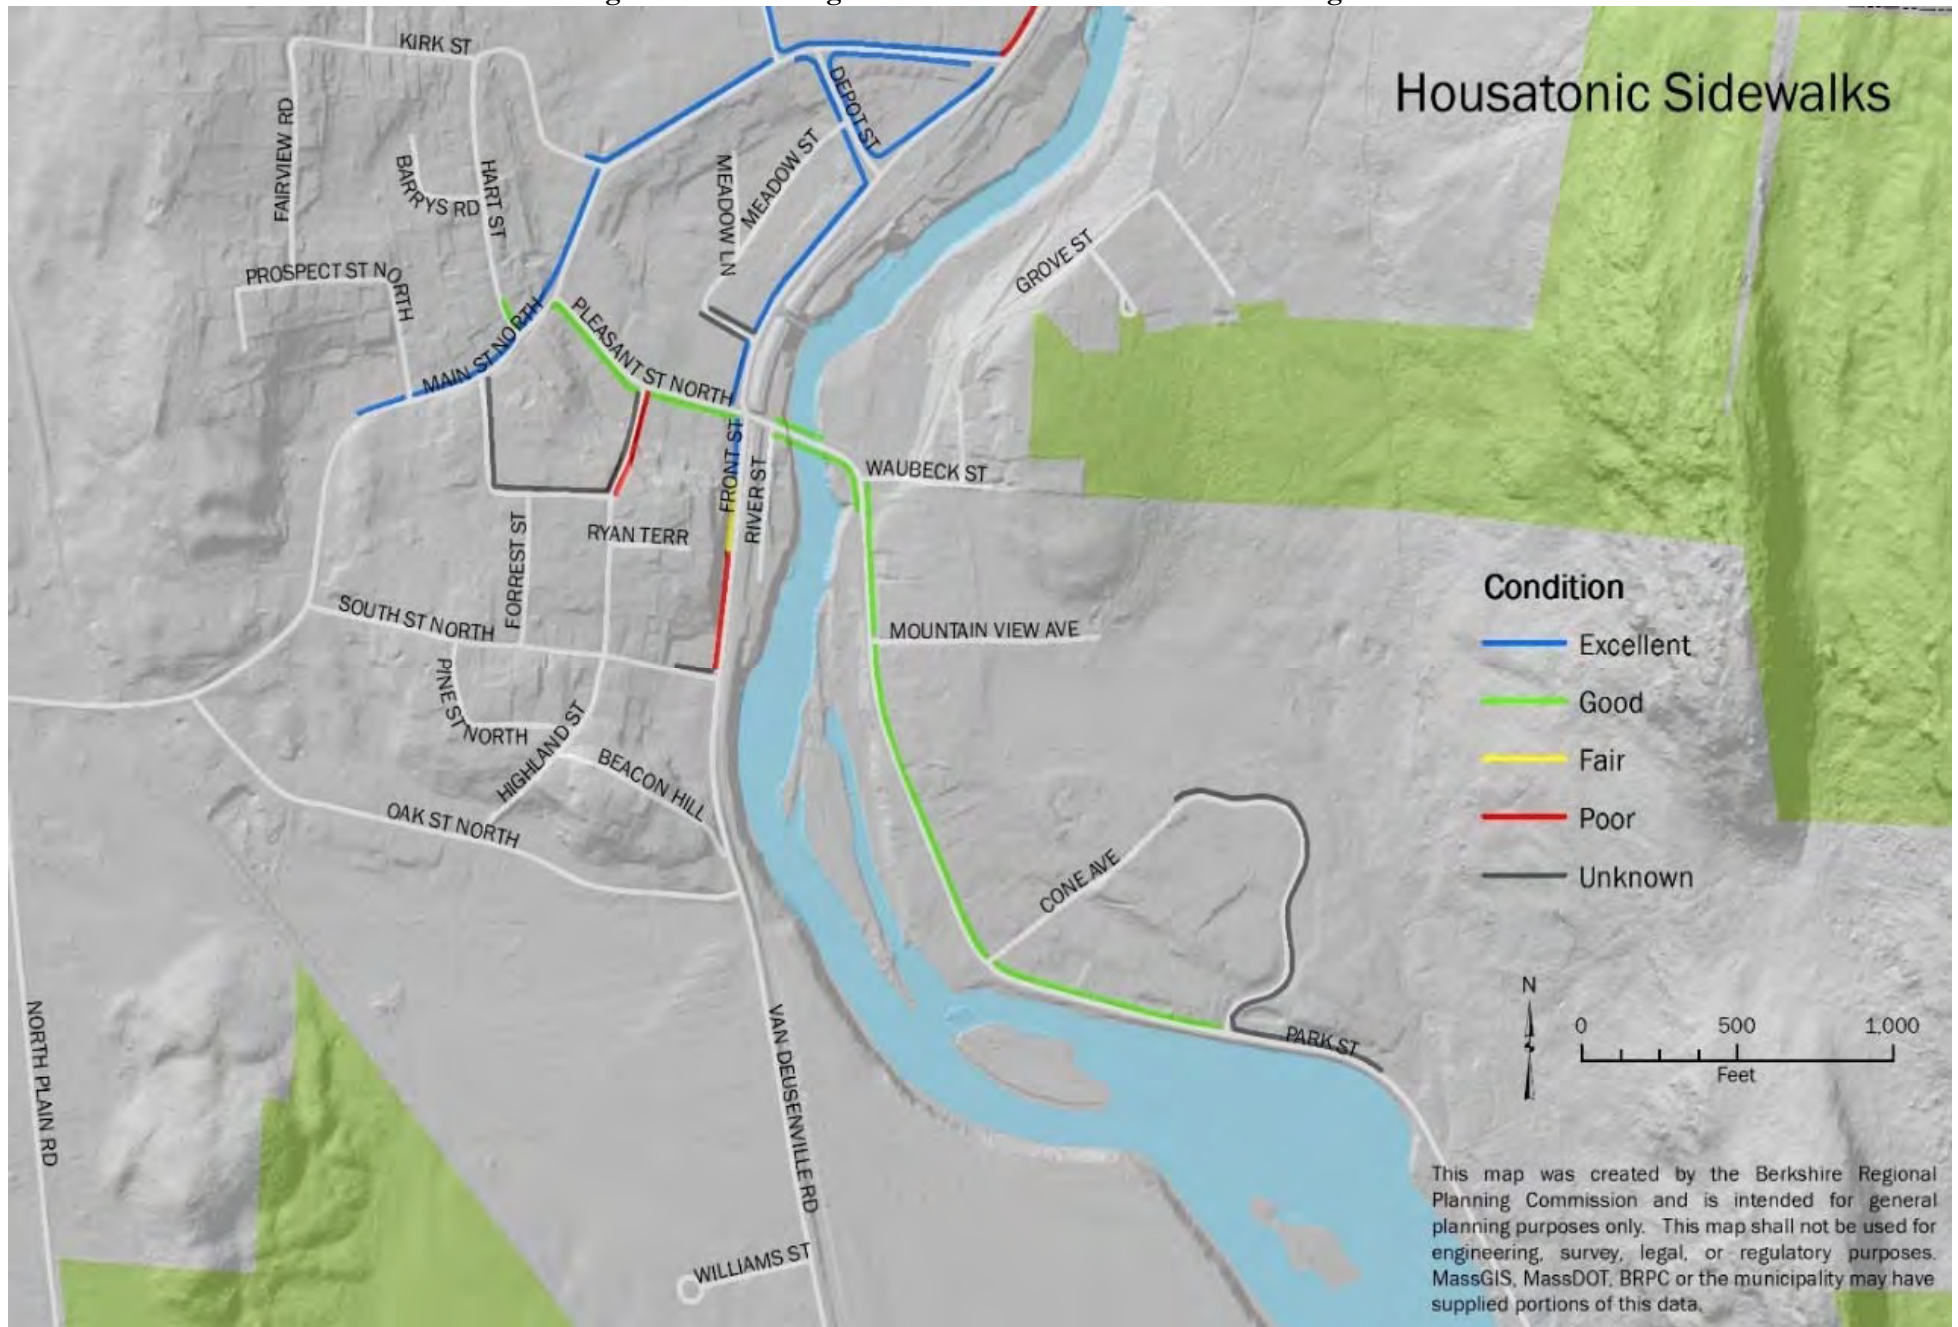 Housatonic Sidewalks
KIRK ST
FAIRVIEW RD
BARRYS RD
HART ST
DEPOT ST
MEADOW ST
MEADOW LN
GROVE ST
PROSPECT ST NORTH
MAIN ST NORTH
PLEASANT ST NORTH
FRONT ST
RIVER ST
WAUBECK ST
RYAN TERR
FORREST ST
SOUTH ST NORTH
MOUNTAIN VIEW AVE
PINE ST NORTH
HIGHLAND ST
BEACON HILL
OAK ST NORTH
CONE AVE
PARK ST
NORTH PLAIN RD
VAN DEUSENVILLE RD
WILLIAMS ST
Condition
Excellent
Good
Fair
Poor
Unknown
N
0 500 1,000
Feet
This map was created by the Berkshire Regional
Planning Commission and is intended for general
planning purposes only. This map shall not be used for
engineering, survey, legal, or regulatory purposes.
MassGIS, MassDOT, BRPC or the municipality may have
supplied portions of this data.